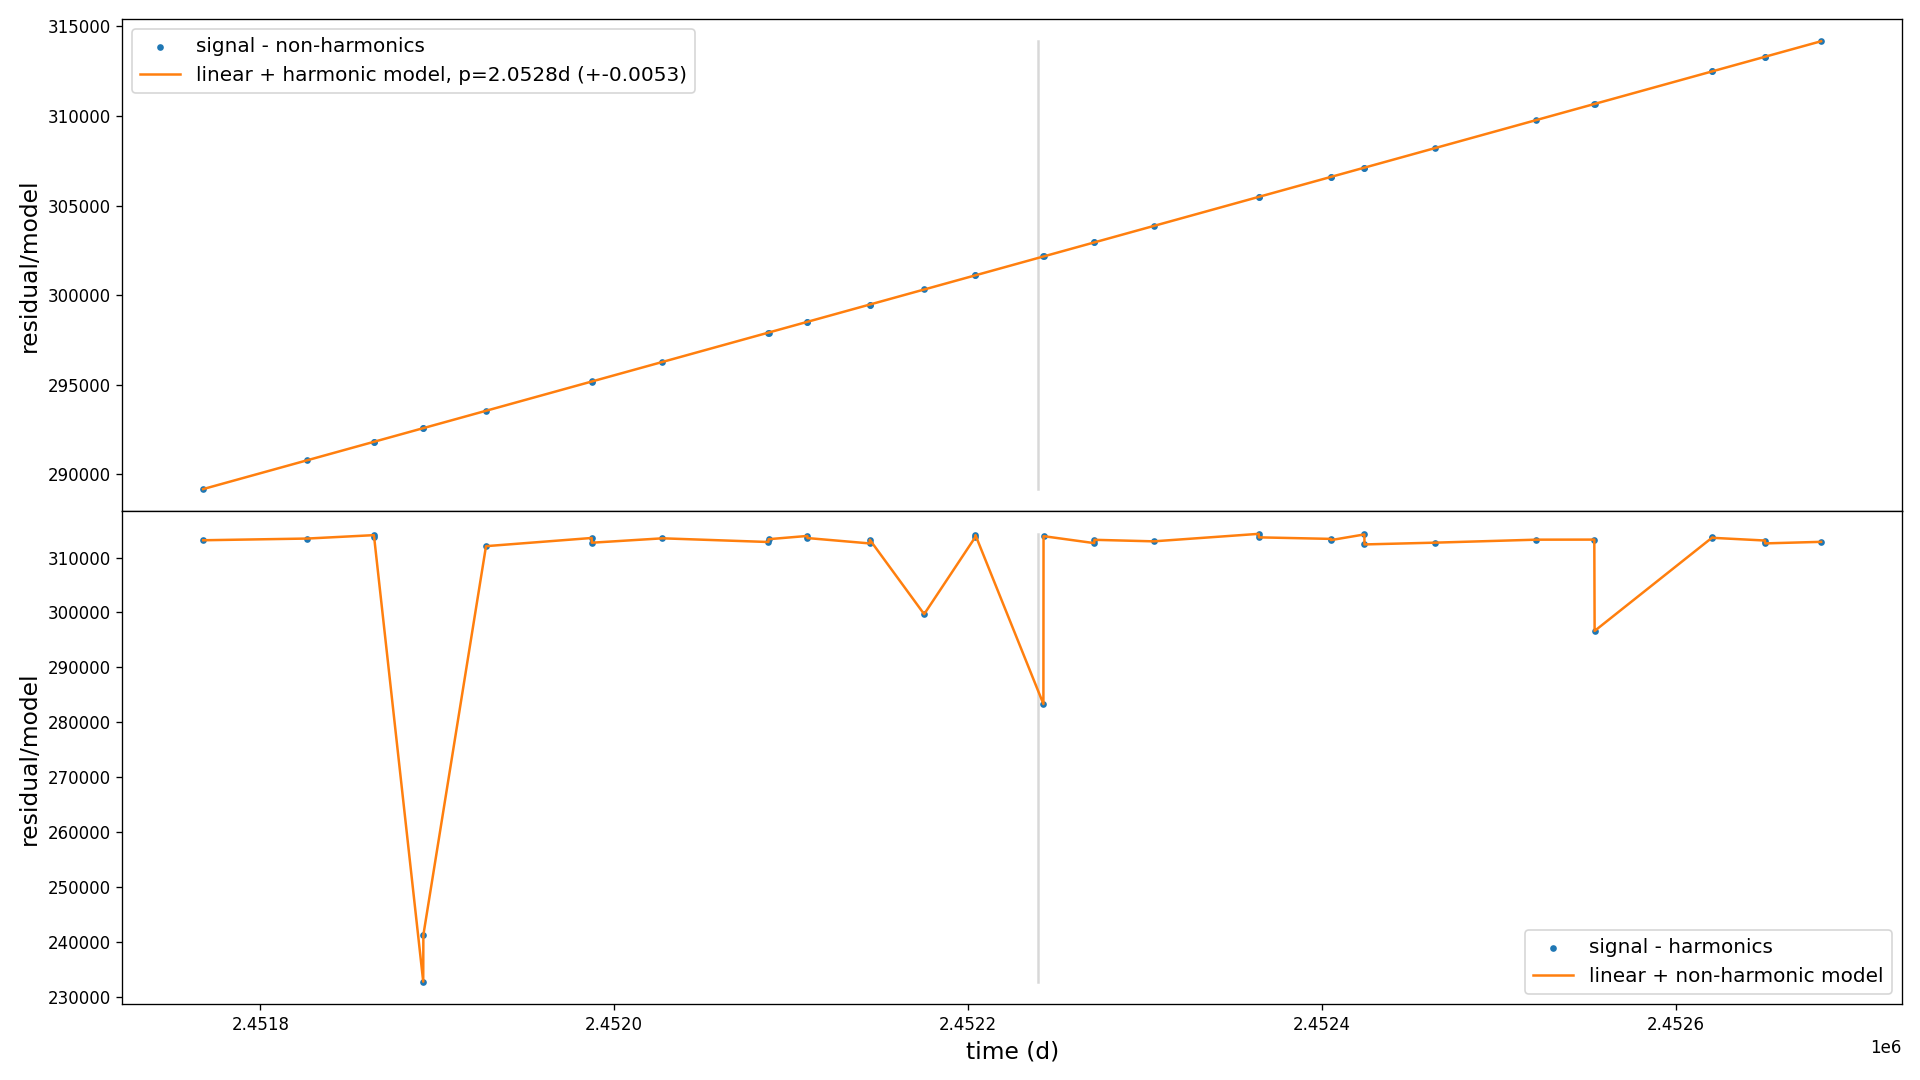 315000
310000
305000
300000
295000
290000
residual/model
signal - non-harmonics
linear + harmonic model, p=2.0528d (+-0.0053)
310000
300000
290000
280000
270000
260000
250000
240000
230000
residual/model
signal - harmonics
linear + non-harmonic model
2.4518 2.4520 2.4522 2.4524 2.4526
1e6
time (d)